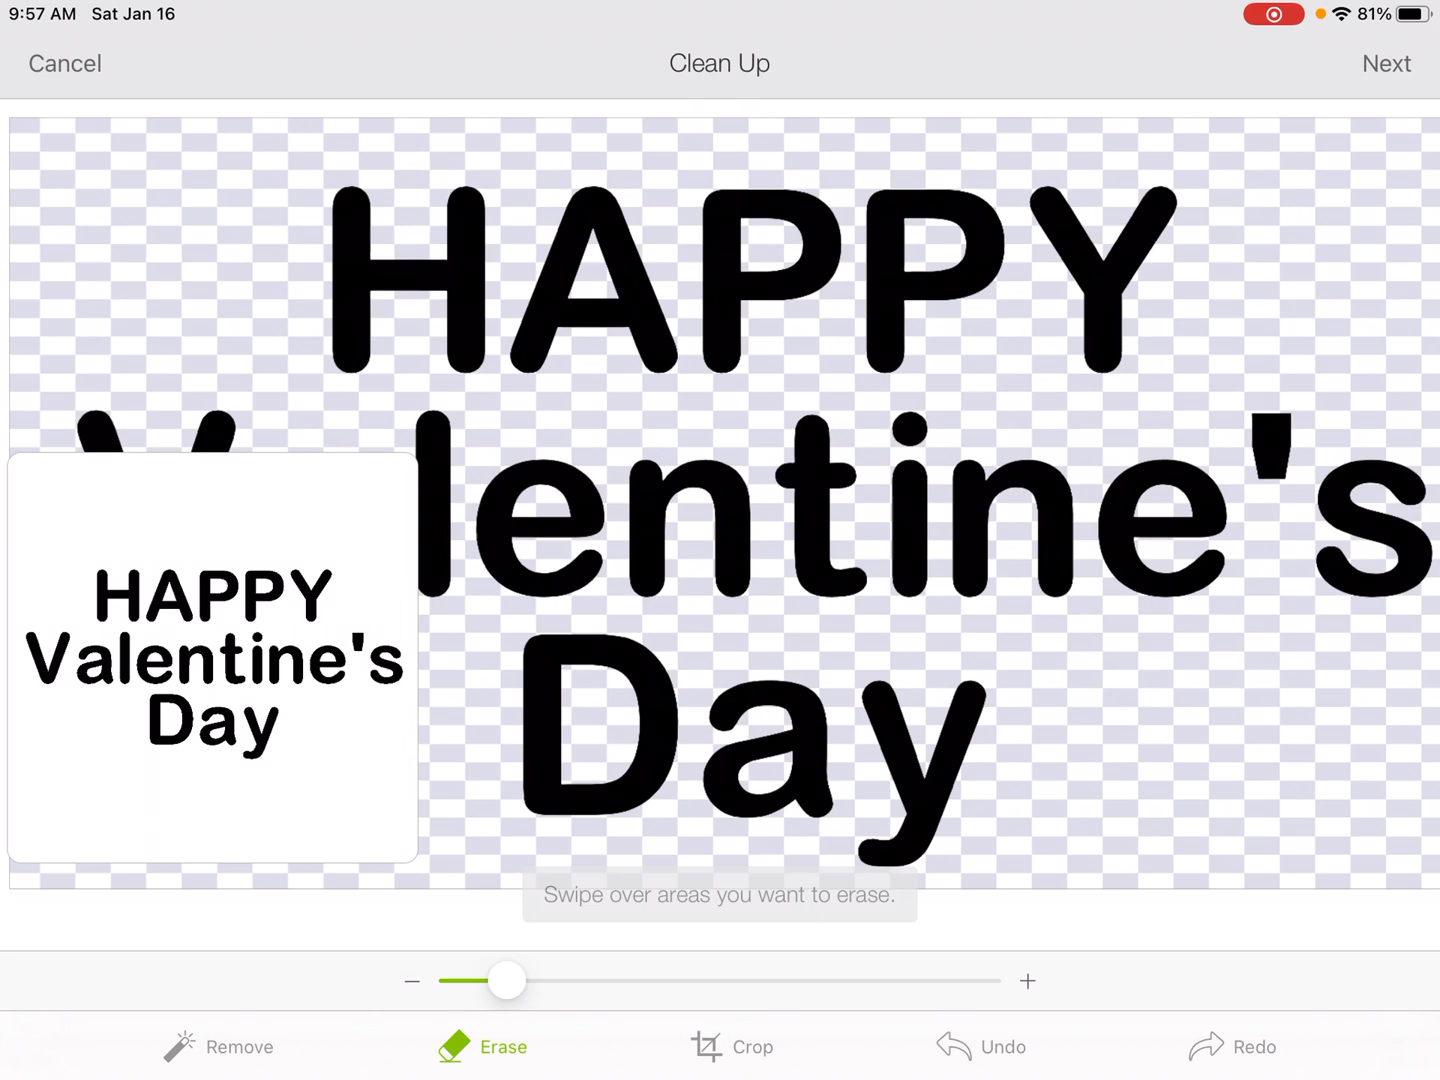 9:57 AM Sat Jan 16
81%
Cancel
Clean Up
Next
HAPPY
lentine's
Day
HAPPY
Valentine's
Day
Swipe over areas you want to erase.
Remove
Erase
Crop
Undo
Redo